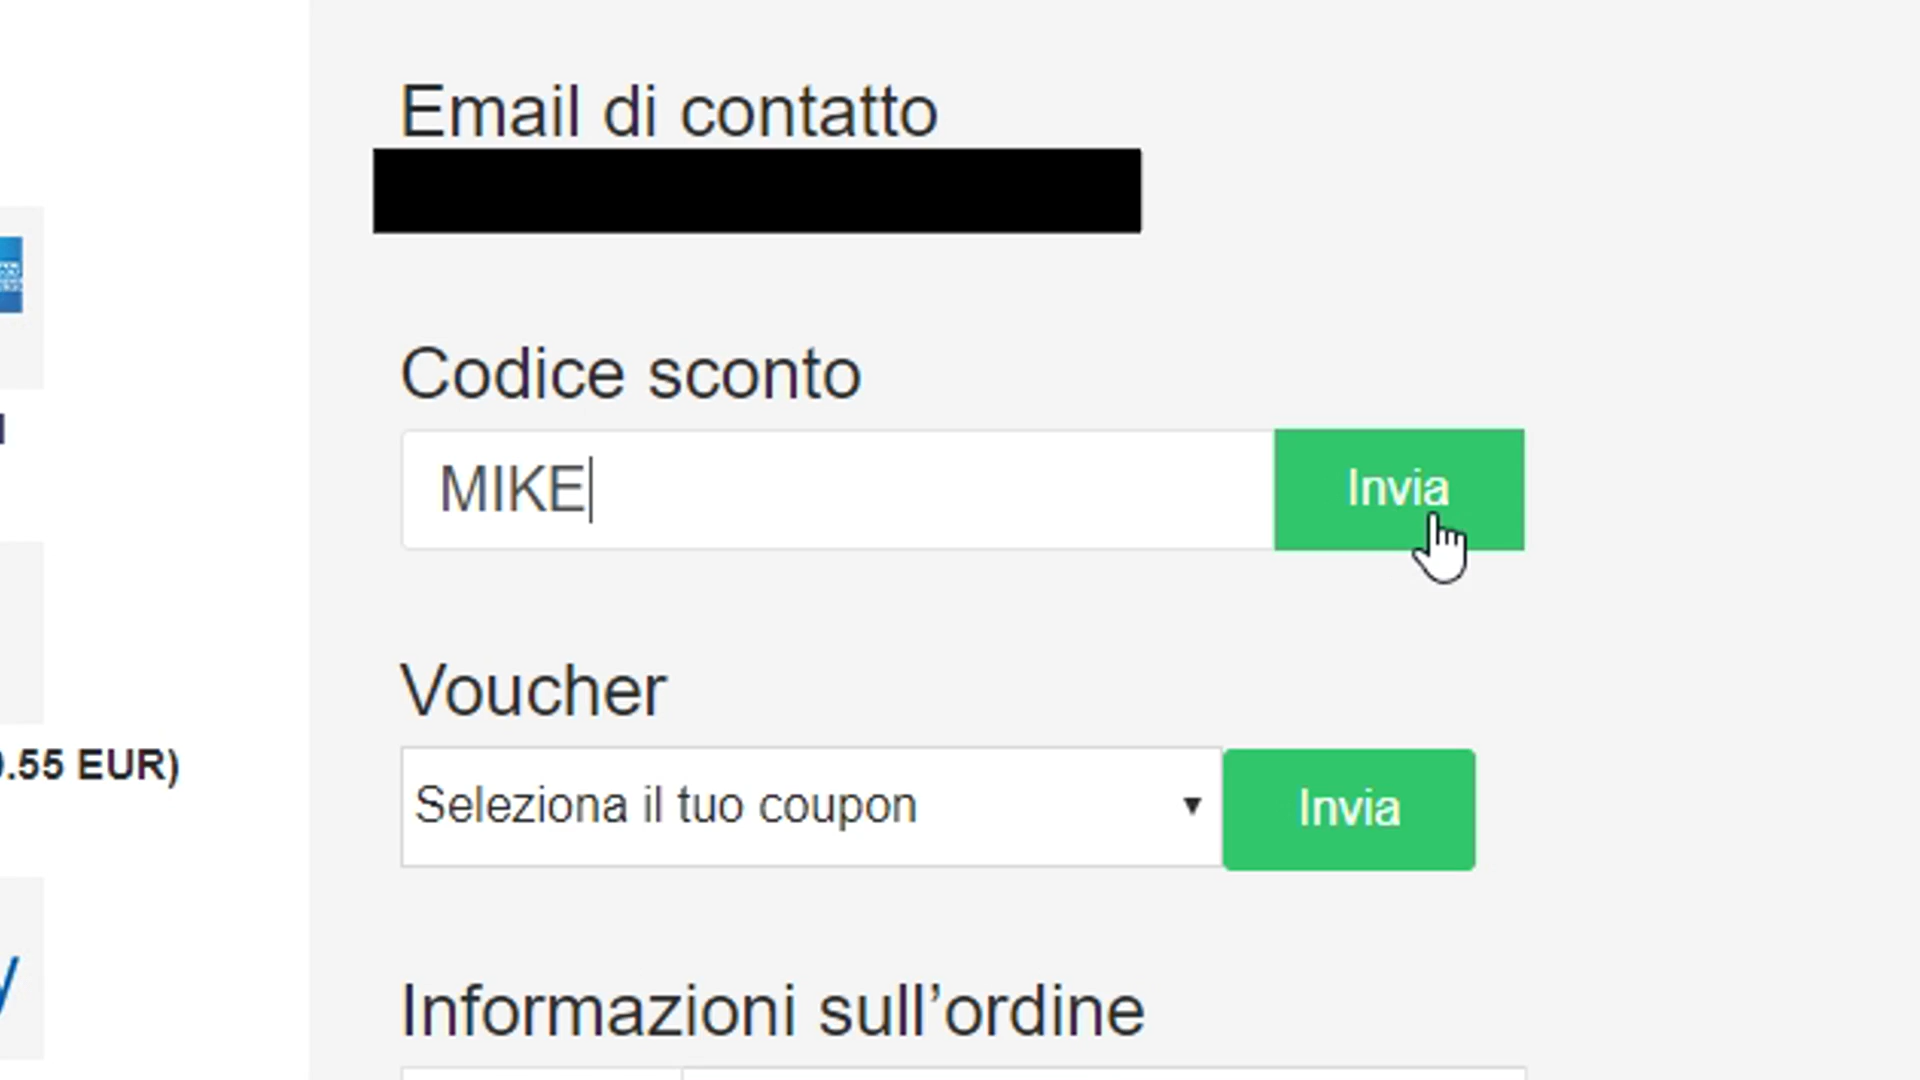 Email di contatto
Codice sconto
MIKE
Invia
Voucher
Seleziona il tuo coupon
Invia
.55 EUR)
Informazioni sull’ordine